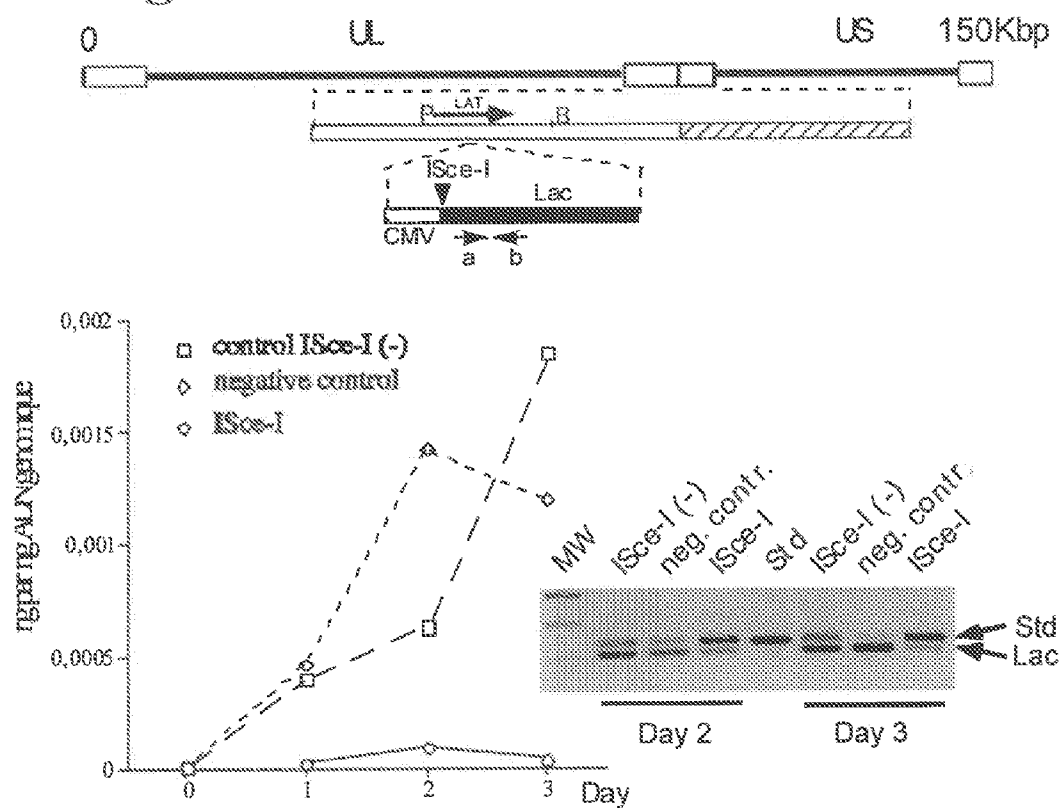 0 UL US 150Kbp
P LAT R
ISce-I
Lac
CMV
a b
0,002
0,0015
0,001
0,0005
0
control ISce-I (-)
negative control
ISce-I
0 1 2 3 Day
MW
ISce-I (-)
neg. contr.
ISce-I
Std
ISce-I (-)
neg. contr.
ISce-I
Std
Lac
Day 2 Day 3